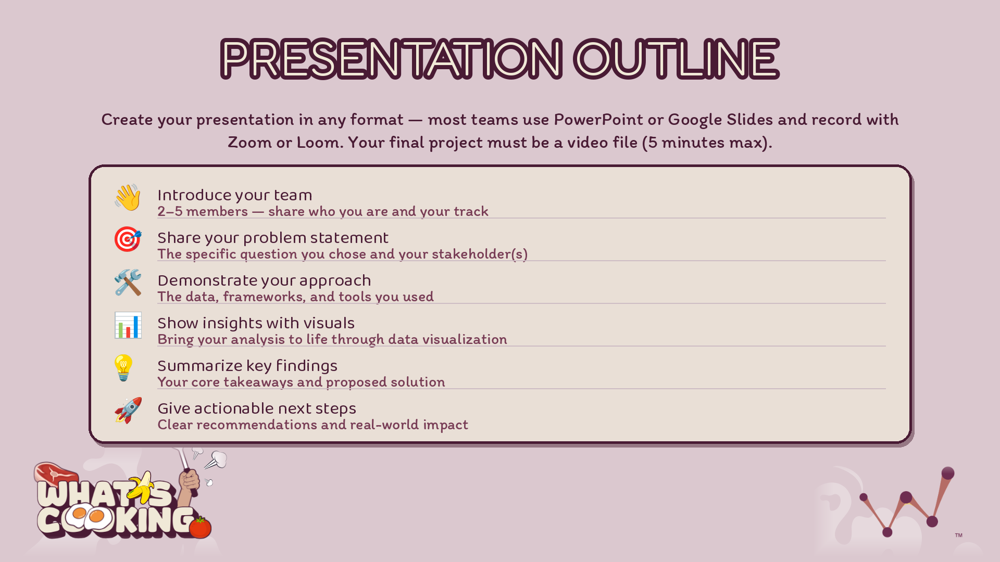 PRESENTATION OUTLINE
Create your presentation in any format — most teams use PowerPoint or Google Slides and record with
Zoom or Loom. Your final project must be a video file (5 minutes max).
Introduce your team
2–5 members — share who you are and your track
Share your problem statement
The specific question you chose and your stakeholder(s)
Demonstrate your approach
The data, frameworks, and tools you used
Show insights with visuals
Bring your analysis to life through data visualization
Summarize key findings
Your core takeaways and proposed solution
Give actionable next steps
Clear recommendations and real-world impact
WHAT'S
COOKING
TM